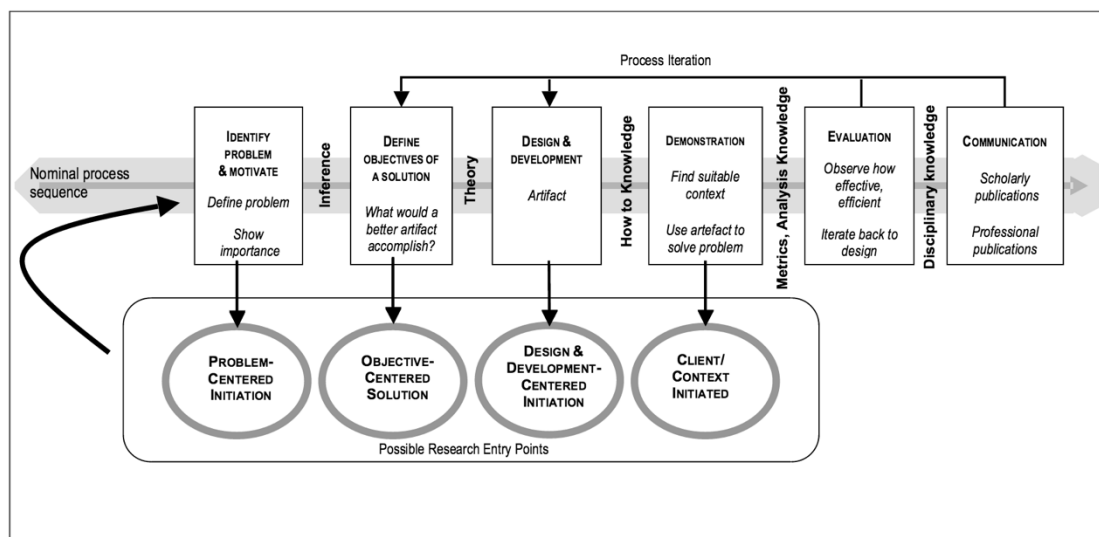 Process Iteration
Nominal process
sequence
IDENTIFY
PROBLEM
& MOTIVATE
Define problem
Show
importance
Inference
DEFINE
OBJECTIVES OF
A SOLUTION
What would a
better artifact
accomplish?
Theory
DESIGN &
DEVELOPMENT
Artifact
How to Knowledge
DEMONSTRATION
Find suitable
context
Use artefact to
solve problem
Metrics, Analysis Knowledge
EVALUATION
Observe how
effective,
efficient
Iterate back to
design
Disciplinary knowledge
COMMUNICATION
Scholarly
publications
Professional
publications
PROBLEM-
CENTERED
INITIATION
OBJECTIVE-
CENTERED
SOLUTION
DESIGN &
DEVELOPMENT-
CENTERED
INITIATION
CLIENT/
CONTEXT
INITIATED
Possible Research Entry Points